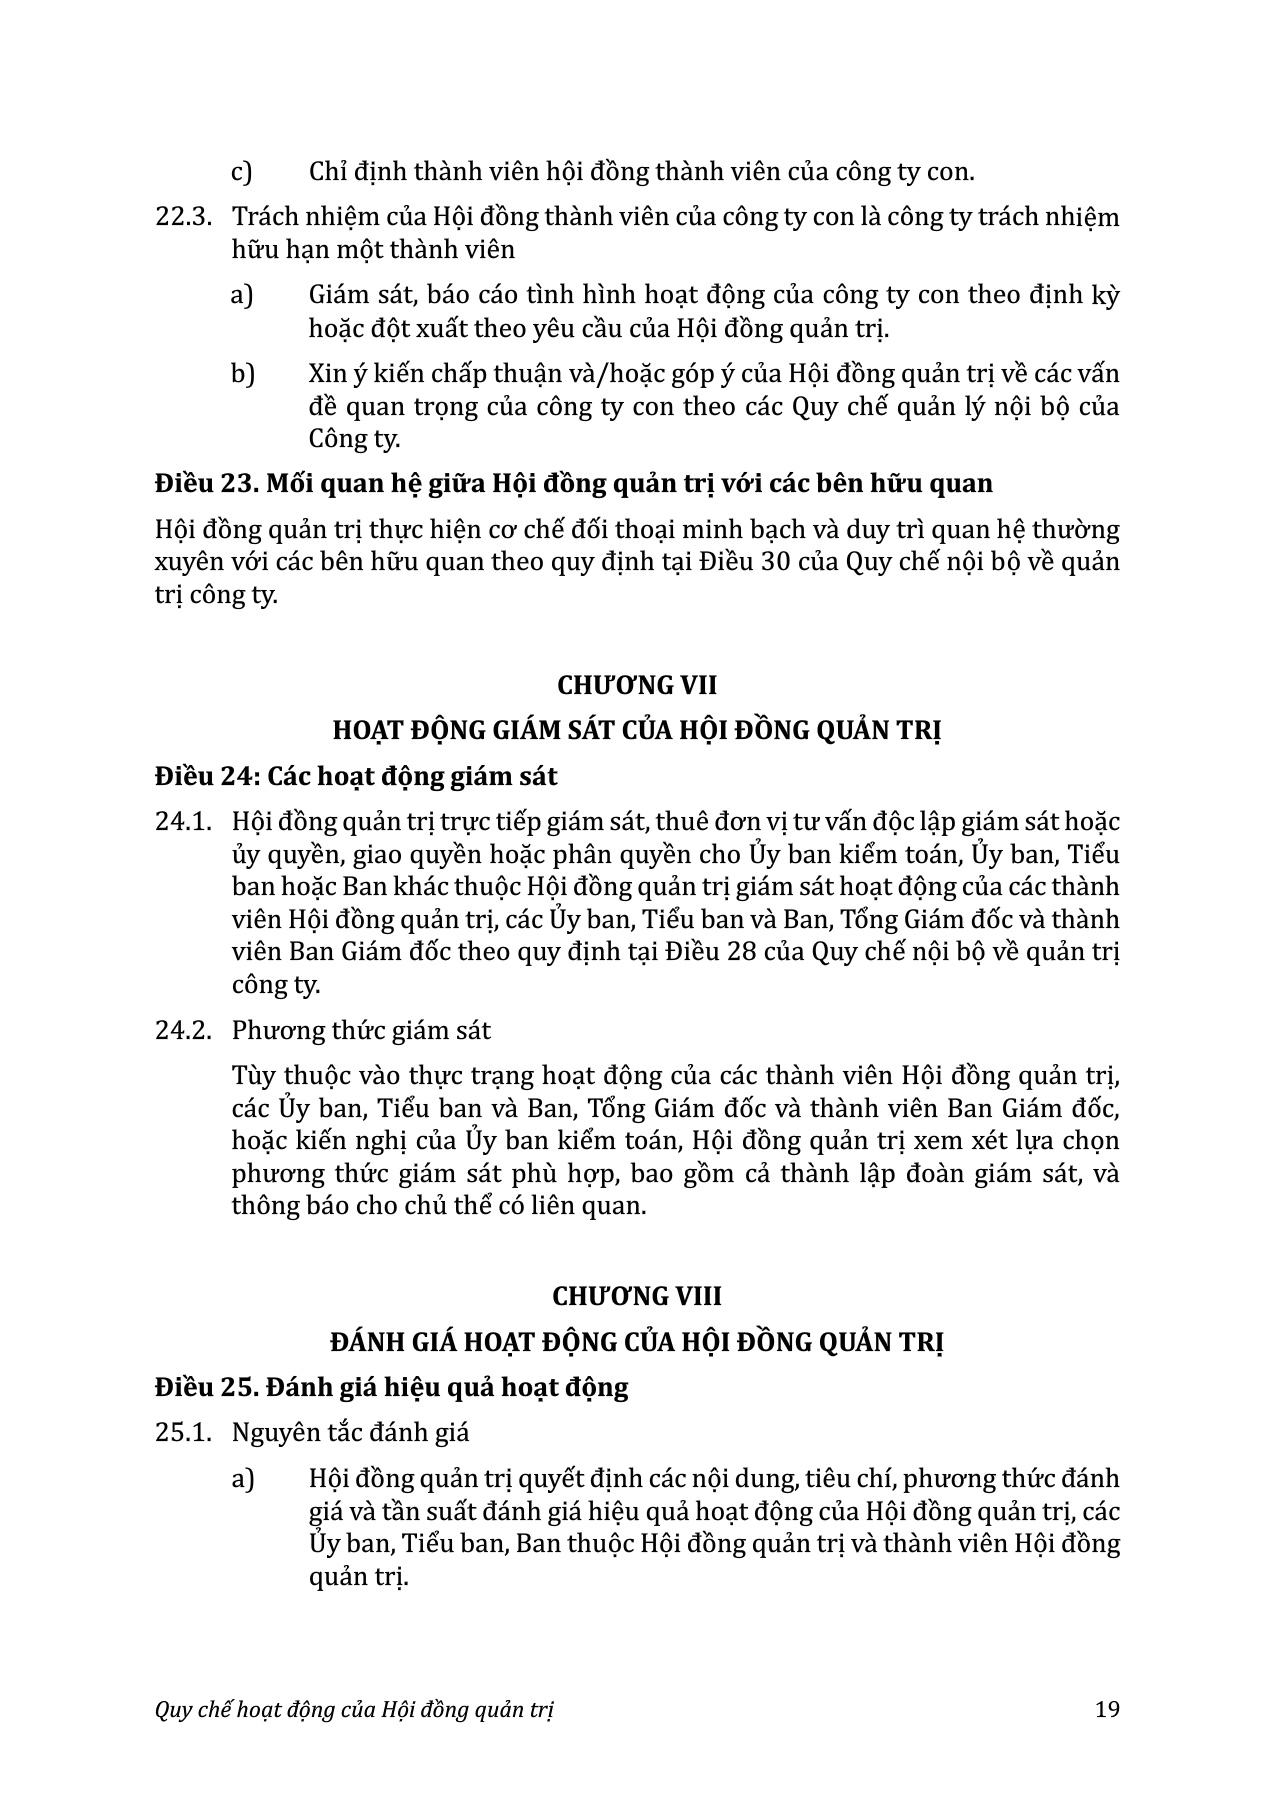 c) Chỉ định thành viên hội đồng thành viên của công ty con.
22.3. Trách nhiệm của Hội đồng thành viên của công ty con là công ty trách nhiệm
hữu hạn một thành viên
a) Giám sát, báo cáo tình hình hoạt động của công ty con theo định kỳ
hoặc đột xuất theo yêu cầu của Hội đồng quản trị.
b) Xin ý kiến chấp thuận và/hoặc góp ý của Hội đồng quản trị về các vấn
đề quan trọng của công ty con theo các Quy chế quản lý nội bộ của
Công ty.
Điều 23. Mối quan hệ giữa Hội đồng quản trị với các bên hữu quan
Hội đồng quản trị thực hiện cơ chế đối thoại minh bạch và duy trì quan hệ thường
xuyên với các bên hữu quan theo quy định tại Điều 30 của Quy chế nội bộ về quản
trị công ty.
CHƯƠNG VII
HOẠT ĐỘNG GIÁM SÁT CỦA HỘI ĐỒNG QUẢN TRỊ
Điều 24: Các hoạt động giám sát
24.1. Hội đồng quản trị trực tiếp giám sát, thuê đơn vị tư vấn độc lập giám sát hoặc
ủy quyền, giao quyền hoặc phân quyền cho Ủy ban kiểm toán, Ủy ban, Tiểu
ban hoặc Ban khác thuộc Hội đồng quản trị giám sát hoạt động của các thành
viên Hội đồng quản trị, các Ủy ban, Tiểu ban và Ban, Tổng Giám đốc và thành
viên Ban Giám đốc theo quy định tại Điều 28 của Quy chế nội bộ về quản trị
công ty.
24.2. Phương thức giám sát
Tùy thuộc vào thực trạng hoạt động của các thành viên Hội đồng quản trị,
các Ủy ban, Tiểu ban và Ban, Tổng Giám đốc và thành viên Ban Giám đốc,
hoặc kiến nghị của Ủy ban kiểm toán, Hội đồng quản trị xem xét lựa chọn
phương thức giám sát phù hợp, bao gồm cả thành lập đoàn giám sát, và
thông báo cho chủ thể có liên quan.
CHƯƠNG VIII
ĐÁNH GIÁ HOẠT ĐỘNG CỦA HỘI ĐỒNG QUẢN TRỊ
Điều 25. Đánh giá hiệu quả hoạt động
25.1. Nguyên tắc đánh giá
a) Hội đồng quản trị quyết định các nội dung, tiêu chí, phương thức đánh
giá và tần suất đánh giá hiệu quả hoạt động của Hội đồng quản trị, các
Ủy ban, Tiểu ban, Ban thuộc Hội đồng quản trị và thành viên Hội đồng
quản trị.
Quy chế hoạt động của Hội đồng quản trị 19